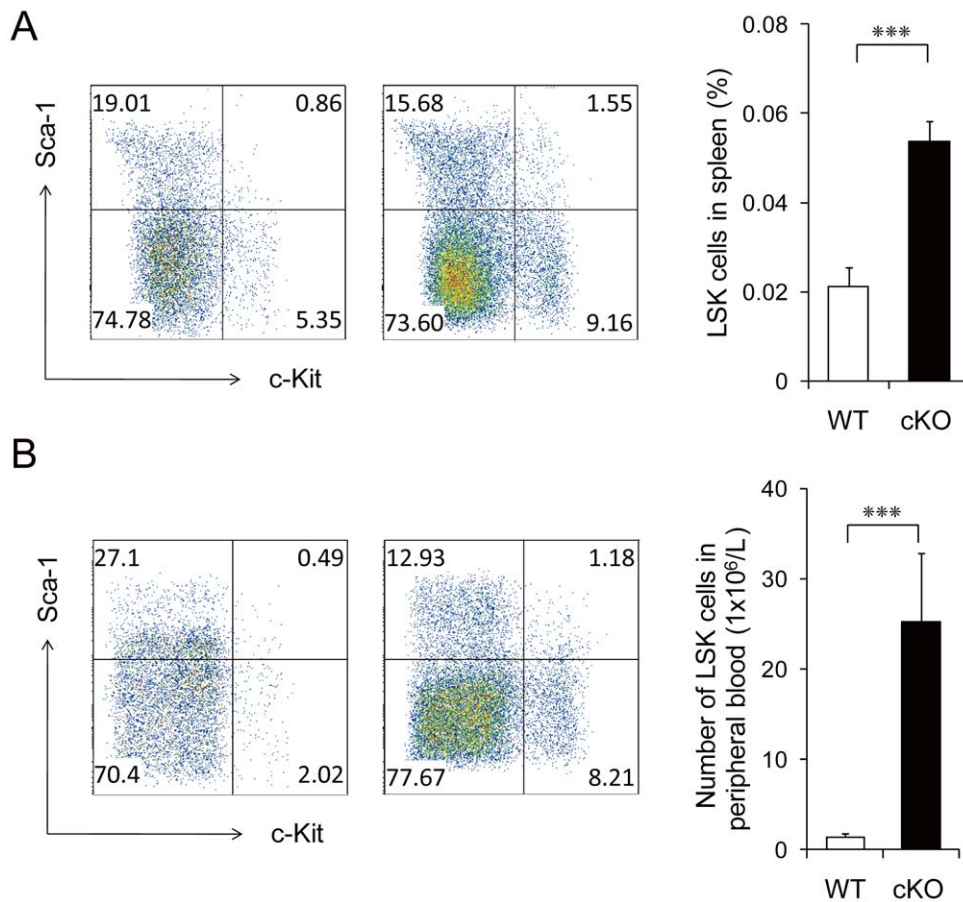 A
Sca-1
c-Kit
19.01
0.86
74.78
5.35
15.68
1.55
73.60
9.16
LSK cells in spleen (%)
0.08
0.06
0.04
0.02
0
***
WT
cKO
B
Sca-1
c-Kit
27.1
0.49
70.4
2.02
12.93
1.18
77.67
8.21
Number of LSK cells in
peripheral blood (1x10⁶/L)
40
30
20
10
0
***
WT
cKO